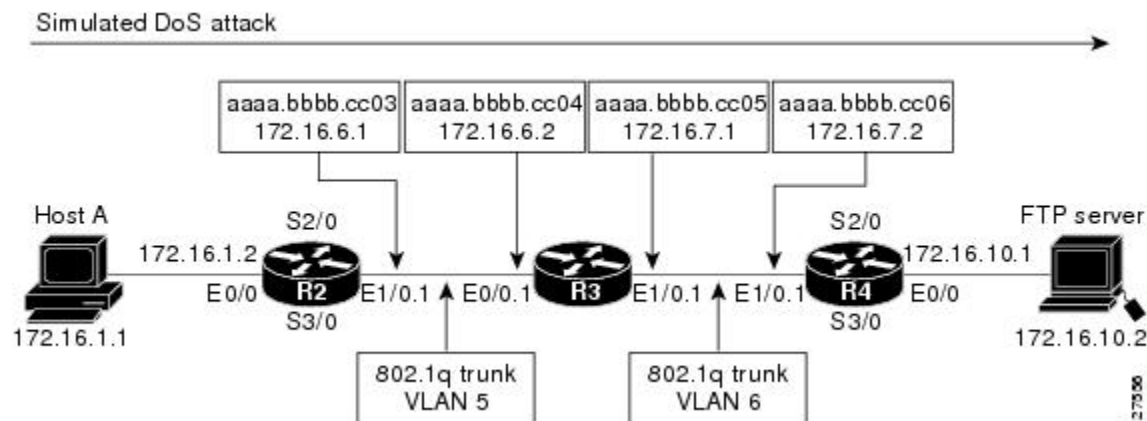 Simulated DoS attack
aaaa.bbbb.cc03
172.16.6.1
aaaa.bbbb.cc04
172.16.6.2
aaaa.bbbb.cc05
172.16.7.1
aaaa.bbbb.cc06
172.16.7.2
Host A
172.16.1.1
172.16.1.2
E0/0
S2/0
R2
S3/0
E1/0.1
E0/0.1
R3
E1/0.1
E1/0.1
S2/0
R4
S3/0
172.16.10.1
E0/0
FTP server
172.16.10.2
802.1q trunk
VLAN 5
802.1q trunk
VLAN 6
27556